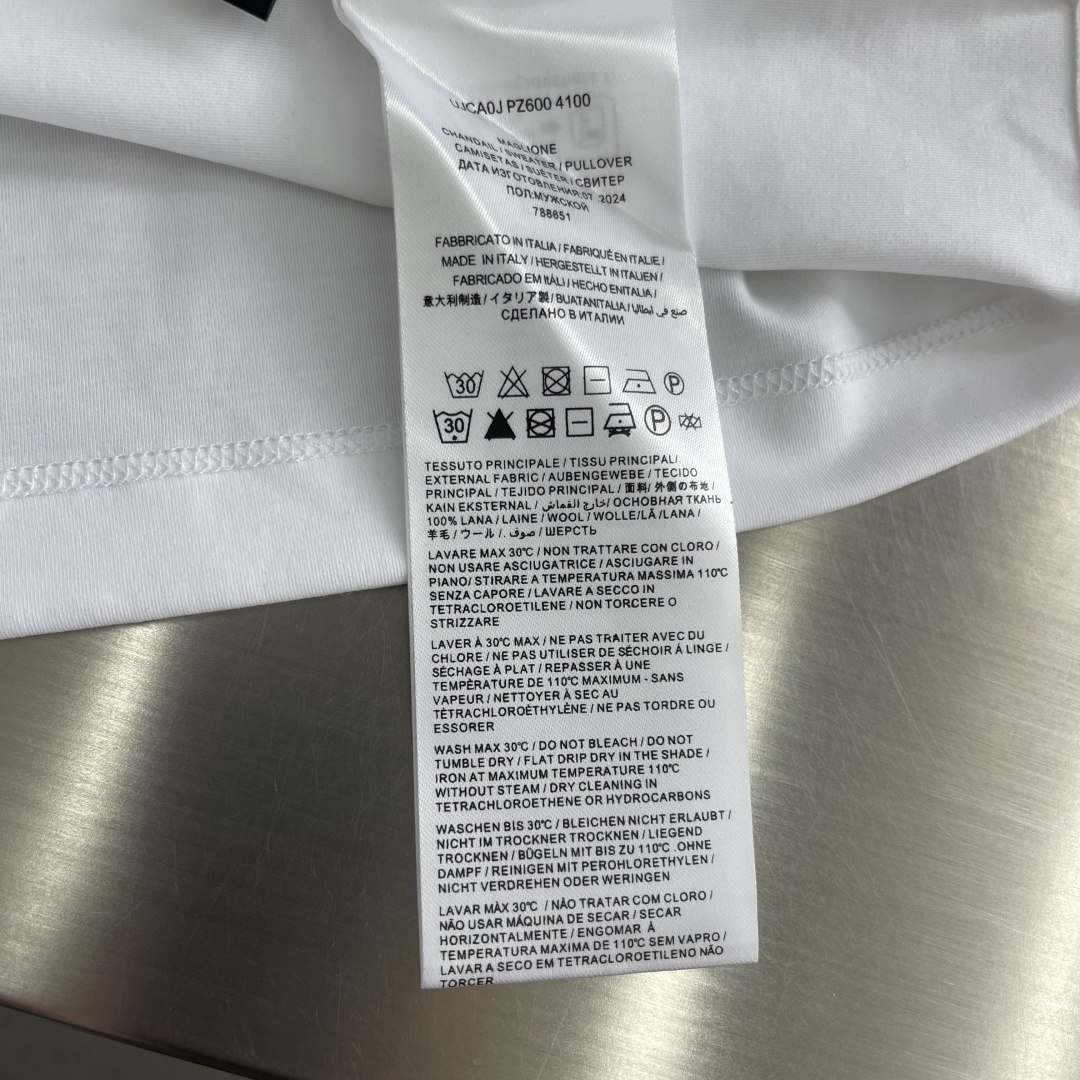 UJCA0J PZ600 4100
MAGLIONE
CHANDAIL / SWEATER / PULLOVER
CAMISETAS / SUÉTER / СВИТЕР
ДАТА ИЗГОТОВЛЕНИЯ:07.2024
ПОЛ:МУЖСКОЙ
788651
FABBRICATO IN ITALIA / FABRIQUÉ EN ITALIE /
MADE IN ITALY / HERGESTELLT IN ITALIEN /
FABRICADO EM ITÁLI / HECHO ENITALIA /
意大利制造 / イタリア製 / BUATANITALIA / صنع في ايطاليا
СДЕЛАНО В ИТАЛИИ
30 P
30 P
TESSUTO PRINCIPALE / TISSU PRINCIPAL/
EXTERNAL FABRIC / AUBENGEWEBE / TECIDO
PRINCIPAL / TEJIDO PRINCIPAL / 面料/ 外側の布地 /
KAIN EKSTERNAL / خارج القماش/ ОСНОВНАЯ ТКАНЬ
100% LANA / LAINE / WOOL / WOLLE/LÃ /LANA /
羊毛 / ウール / صوف . / ШЕРСТЬ
LAVARE MAX 30℃ / NON TRATTARE CON CLORO /
NON USARE ASCIUGATRICE / ASCIUGARE IN
PIANO/ STIRARE A TEMPERATURA MASSIMA 110℃
SENZA CAPORE / LAVARE A SECCO IN
TETRACLOROETILENE / NON TORCERE O
STRIZZARE
LAVER À 30℃ MAX / NE PAS TRAITER AVEC DU
CHLORE / NE PAS UTILISER DE SÉCHOIR Á LINGE /
SÉCHAGE À PLAT / REPASSER À UNE
TEMPÉRATURE DE 110℃ MAXIMUM - SANS
VAPEUR / NETTOYER À SEC AU
TÉTRACHLOROÉTHYLÈNE / NE PAS TORDRE OU
ESSORER
WASH MAX 30℃ / DO NOT BLEACH / DO NOT
TUMBLE DRY / FLAT DRIP DRY IN THE SHADE /
IRON AT MAXIMUM TEMPERATURE 110℃
WITHOUT STEAM / DRY CLEANING IN
TETRACHLOROETHENE OR HYDROCARBONS
WASCHEN BIS 30℃ / BLEICHEN NICHT ERLAUBT /
NICHT IM TROCKNER TROCKNEN / LIEGEND
TROCKNEN / BÜGELN MIT BIS ZU 110℃ .OHNE
DAMPF / REINIGEN MIT PEROHLORETHYLEN /
NICHT VERDREHEN ODER WERINGEN
LAVAR MÀX 30℃ / NÃO TRATAR COM CLORO /
NÃO USAR MÁQUINA DE SECAR / SECAR
HORIZONTALMENTE / ENGOMAR À
TEMPERATURA MAXIMA DE 110℃ SEM VAPRO /
LAVAR A SECO EM TETRACLOROETILENO NÃO
TORCER